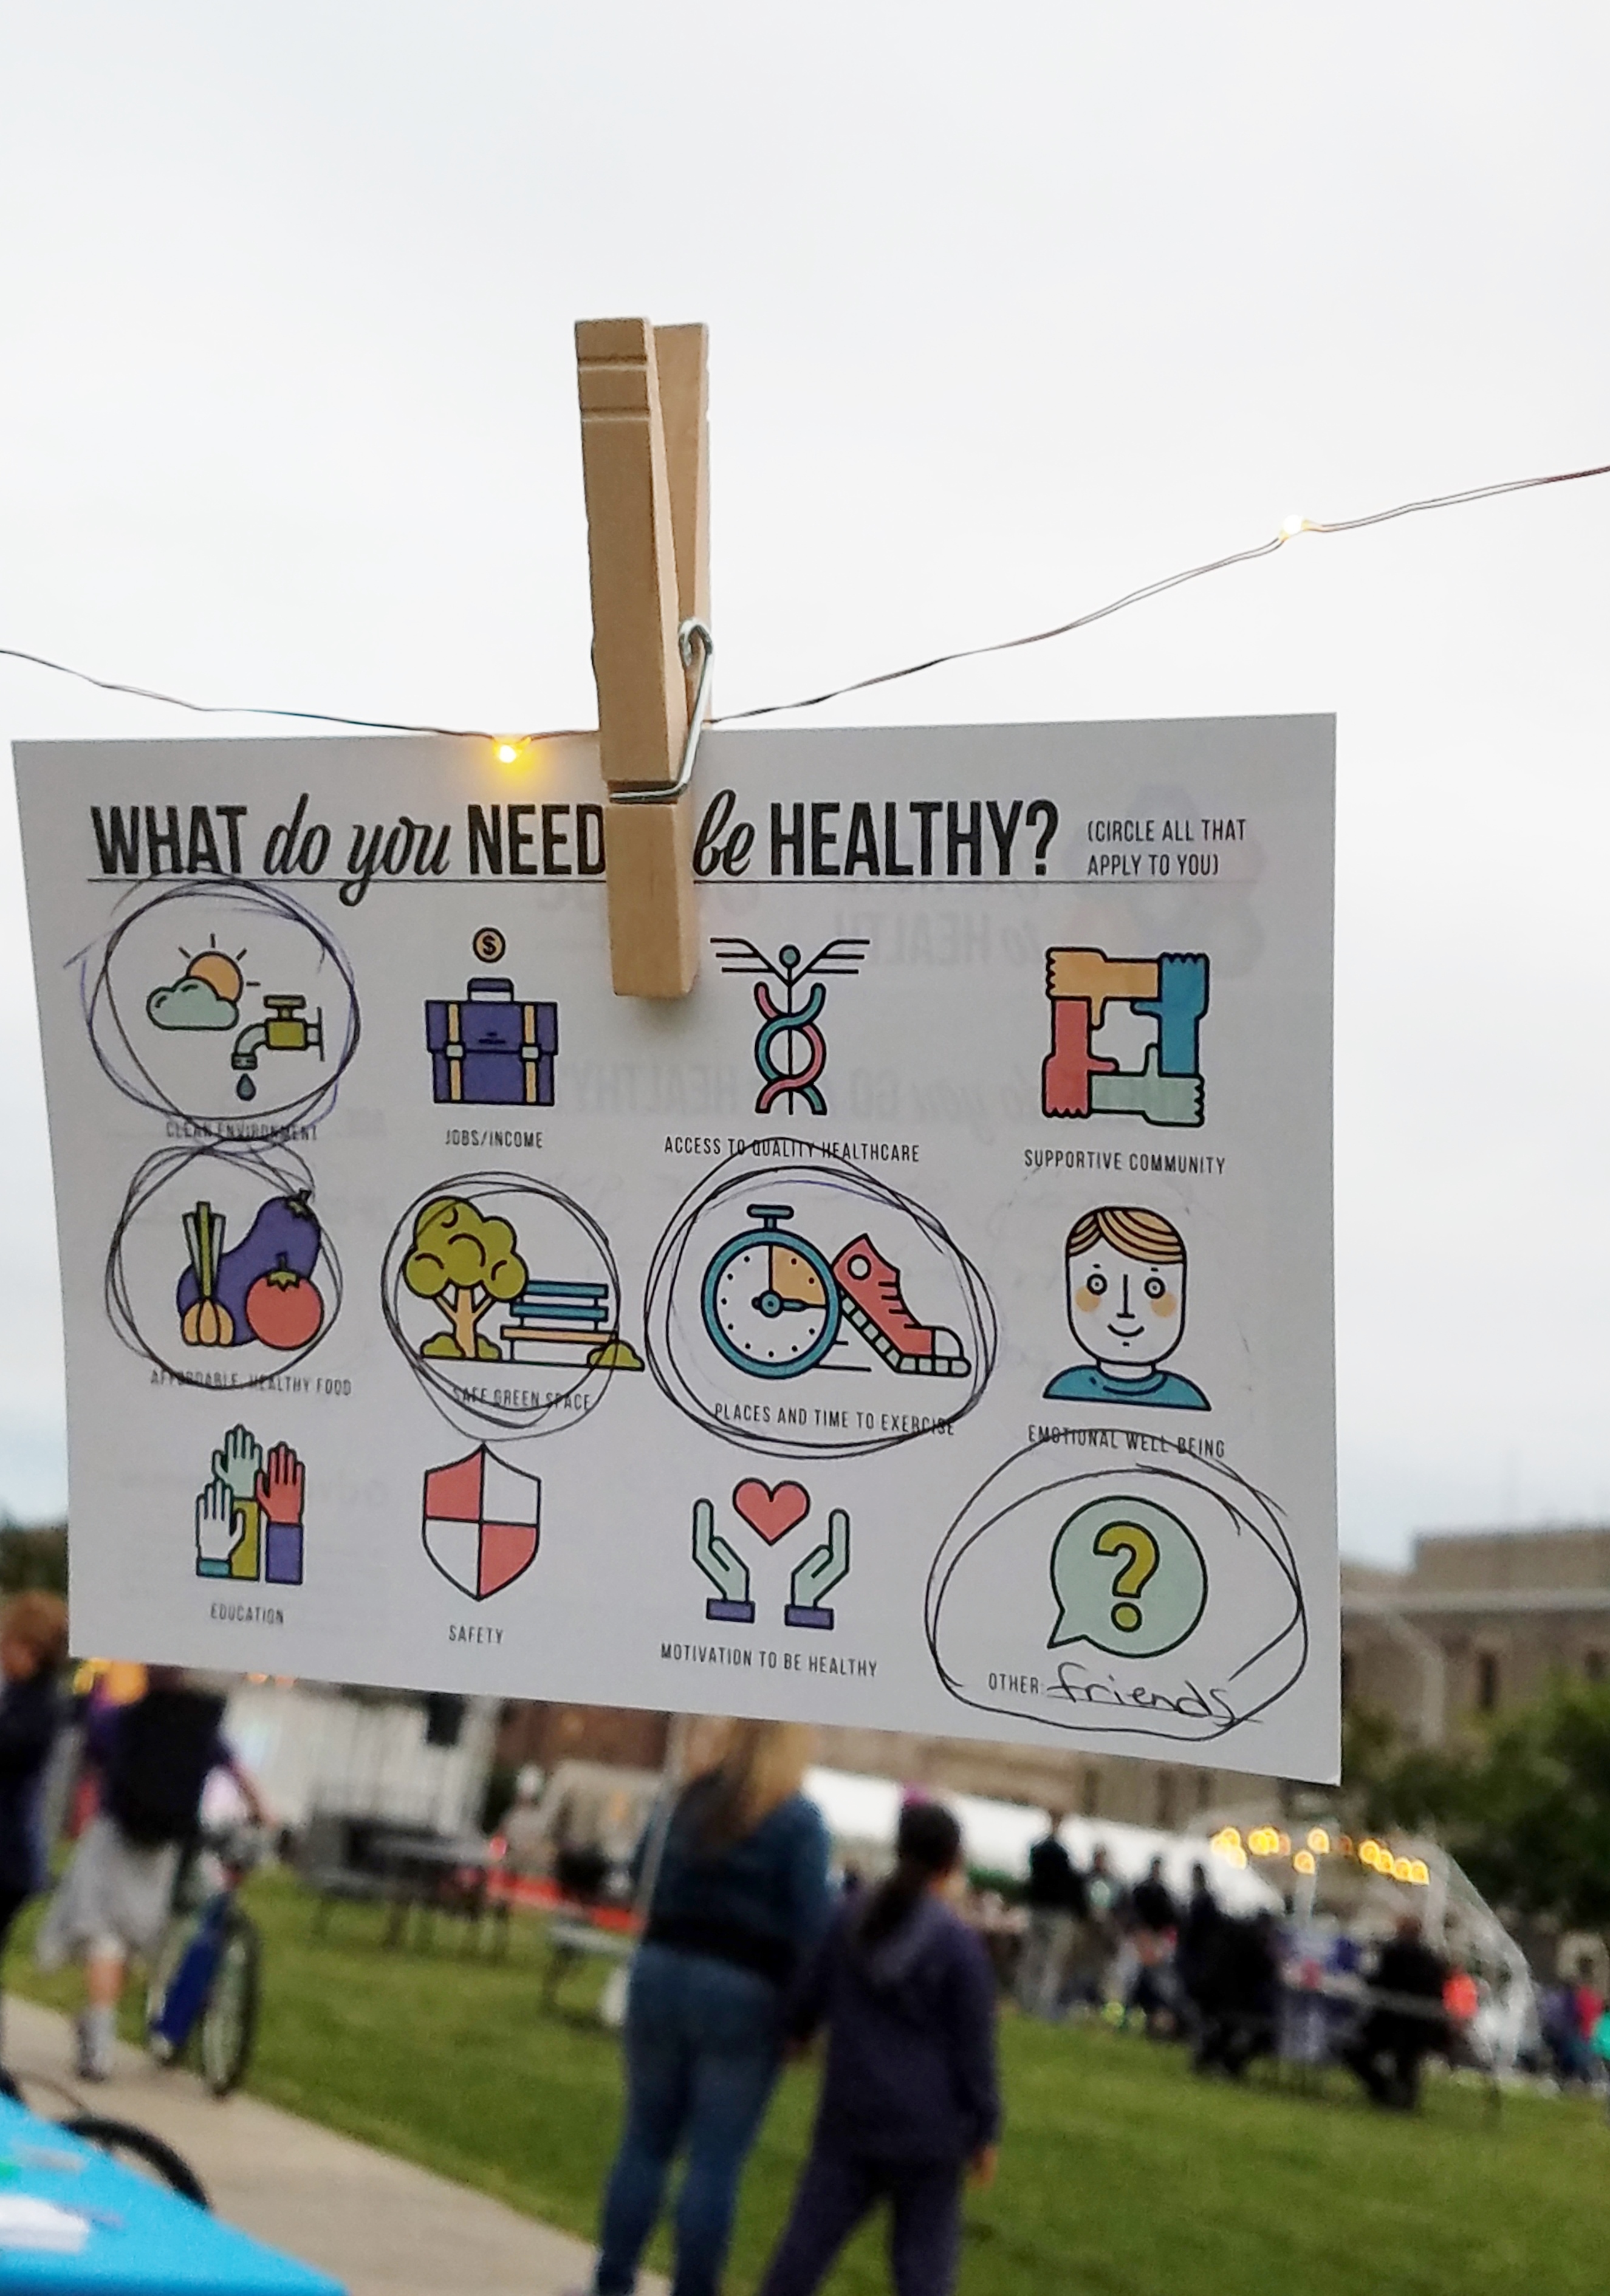 WHAT do you NEED be HEALTHY? (CIRCLE ALL THAT
APPLY TO YOU)
$
CLEAN ENVIRONMENT
JOBS/INCOME
ACCESS TO QUALITY HEALTHCARE
SUPPORTIVE COMMUNITY
AFFORDABLE, HEALTHY FOOD
SAFE GREEN SPACE
PLACES AND TIME TO EXERCISE
EMOTIONAL WELL BEING
EDUCATION
SAFETY
MOTIVATION TO BE HEALTHY
?
OTHER: friends